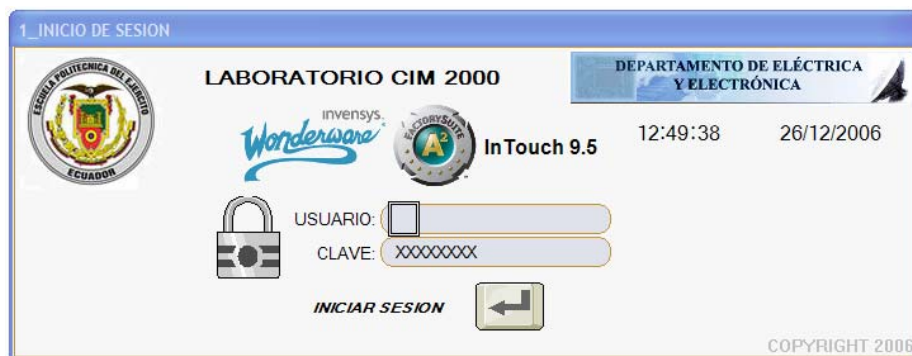 1_INICIO DE SESION
ESCUELA POLITECNICA DEL EJERCITO
ECUADOR
LABORATORIO CIM 2000
DEPARTAMENTO DE ELÉCTRICA
Y ELECTRÓNICA
invensys.
Wonderware
FACTORYSUITE
A²
InTouch 9.5
12:49:38
26/12/2006
USUARIO:
CLAVE: XXXXXXXX
INICIAR SESION
COPYRIGHT 2006